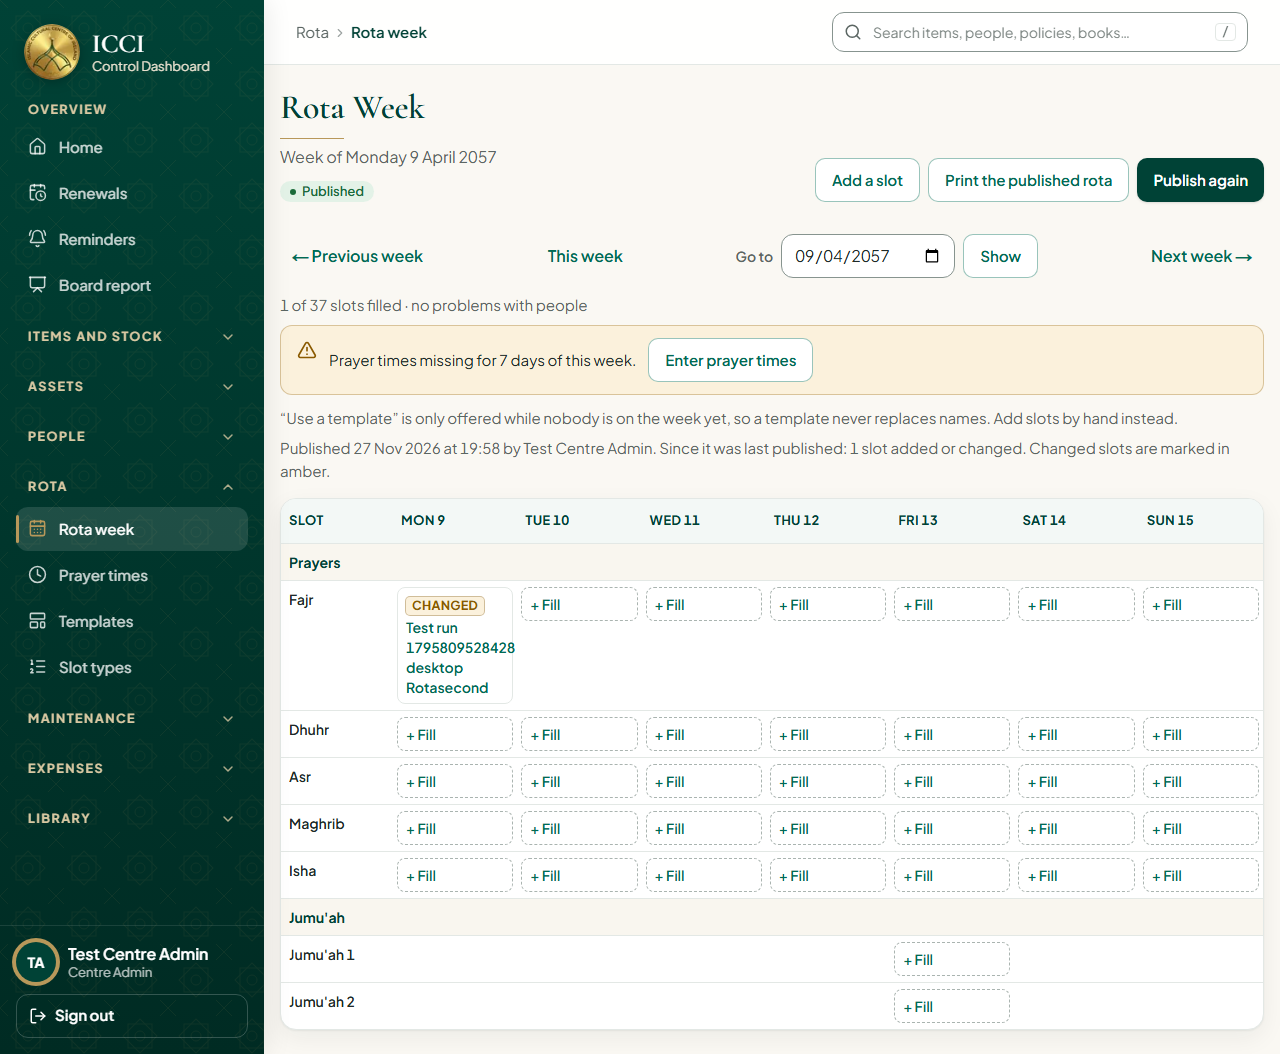 ICCI
Control Dashboard
OVERVIEW
Home
Renewals
Reminders
Board report
ITEMS AND STOCK
ASSETS
PEOPLE
ROTA
Rota week
Prayer times
Templates
Slot types
MAINTENANCE
EXPENSES
LIBRARY
TA
Test Centre Admin
Centre Admin
Sign out
Rota › Rota week
Search items, people, policies, books… /
Rota Week
Week of Monday 9 April 2057
Published
Add a slot
Print the published rota
Publish again
← Previous week
This week
Go to 09/04/2057 Show
Next week →
1 of 37 slots filled · no problems with people
Prayer times missing for 7 days of this week. Enter prayer times
“Use a template” is only offered while nobody is on the week yet, so a template never replaces names. Add slots by hand instead.
Published 27 Nov 2026 at 19:58 by Test Centre Admin. Since it was last published: 1 slot added or changed. Changed slots are marked in
amber.
SLOT MON 9 TUE 10 WED 11 THU 12 FRI 13 SAT 14 SUN 15
Prayers
Fajr CHANGED + Fill + Fill + Fill + Fill + Fill + Fill
Test run
1795809528428
desktop
Rotasecond
Dhuhr + Fill + Fill + Fill + Fill + Fill + Fill + Fill
Asr + Fill + Fill + Fill + Fill + Fill + Fill + Fill
Maghrib + Fill + Fill + Fill + Fill + Fill + Fill + Fill
Isha + Fill + Fill + Fill + Fill + Fill + Fill + Fill
Jumu'ah
Jumu'ah 1 + Fill
Jumu'ah 2 + Fill